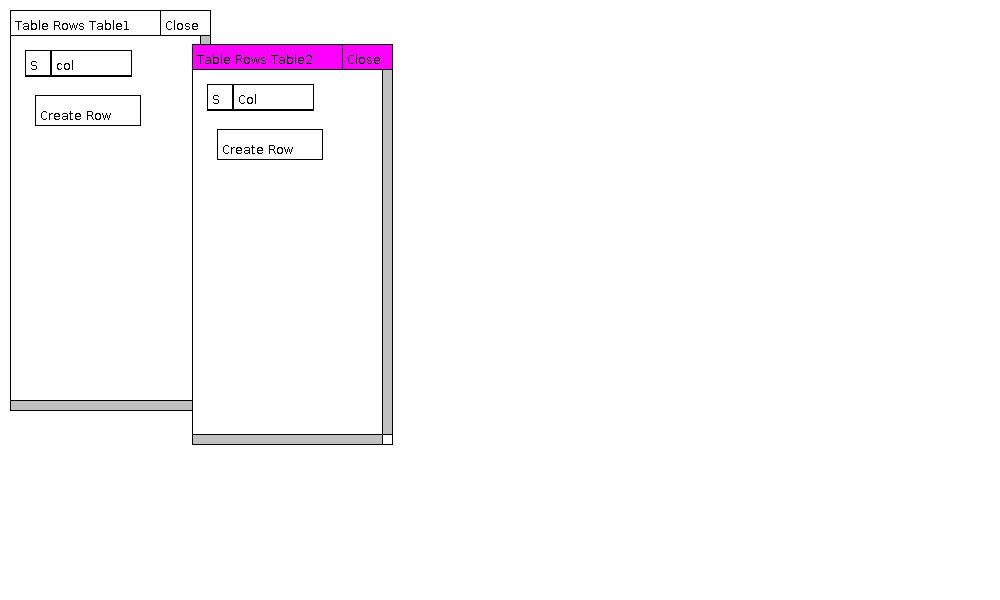 Table Rows Table1 Close
S col
Create Row
Table Rows Table2 Close
S Col
Create Row